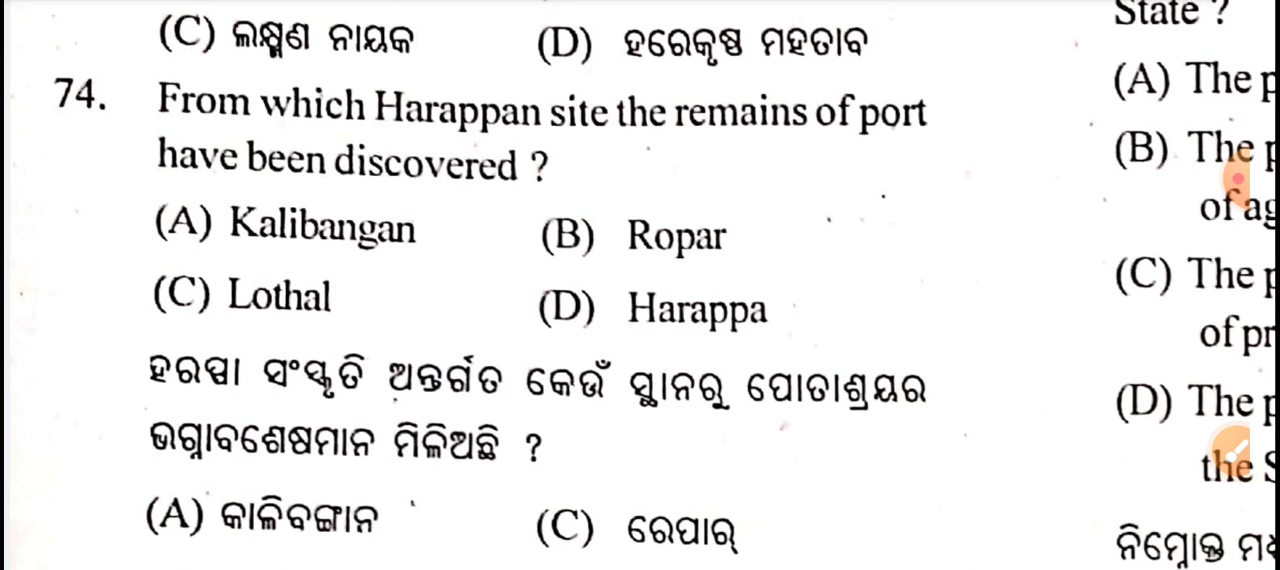 (C) ଲକ୍ଷ୍ମଣ ନାୟକ (D) ହରେକୃଷ୍ଣ ମହତାବ
74. From which Harappan site the remains of port
have been discovered ?
(A) Kalibangan (B) Ropar
(C) Lothal (D) Harappa
ହରପ୍ପା ସଂସ୍କୃତି ଅନ୍ତର୍ଗତ କେଉଁ ସ୍ଥାନରୁ ପୋତାଶ୍ରୟର
ଭଗ୍ନାବଶେଷମାନ ମିଳିଅଛି ?
(A) କାଳିବଙ୍ଗାନ (C) ରେପାର୍
State ?
(A) The
(B) The
of
(C) The
of
(D) The
the
ନିମ୍ନୋକ୍ତ